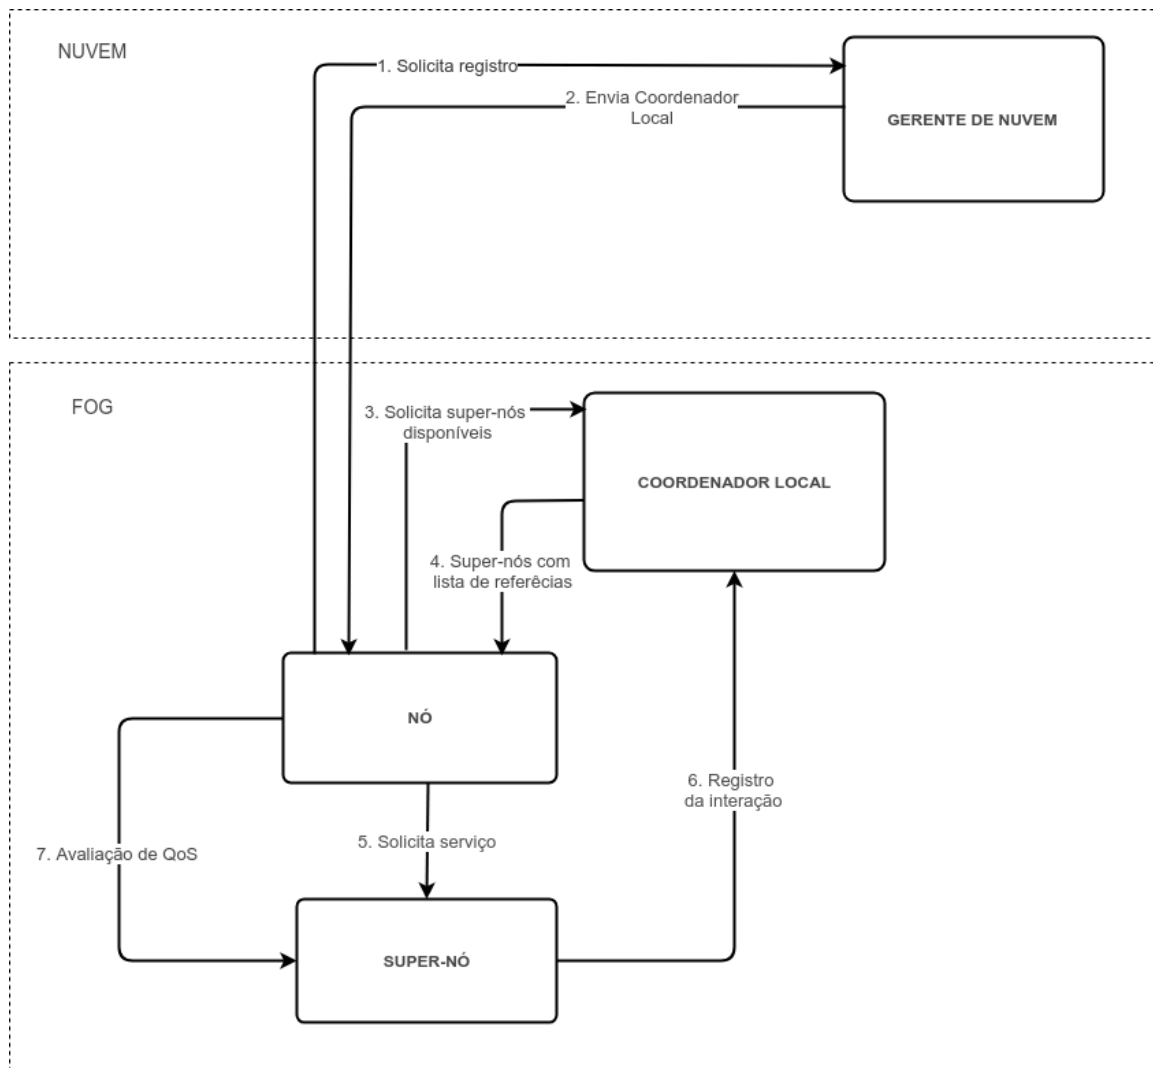 NUVEM
1. Solicita registro
2. Envia Coordenador
Local
GERENTE DE NUVEM
FOG
3. Solicita super-nós
disponíveis
COORDENADOR LOCAL
4. Super-nós com
lista de referêcias
NÓ
6. Registro
da interação
5. Solicita serviço
7. Avaliação de QoS
SUPER-NÓ